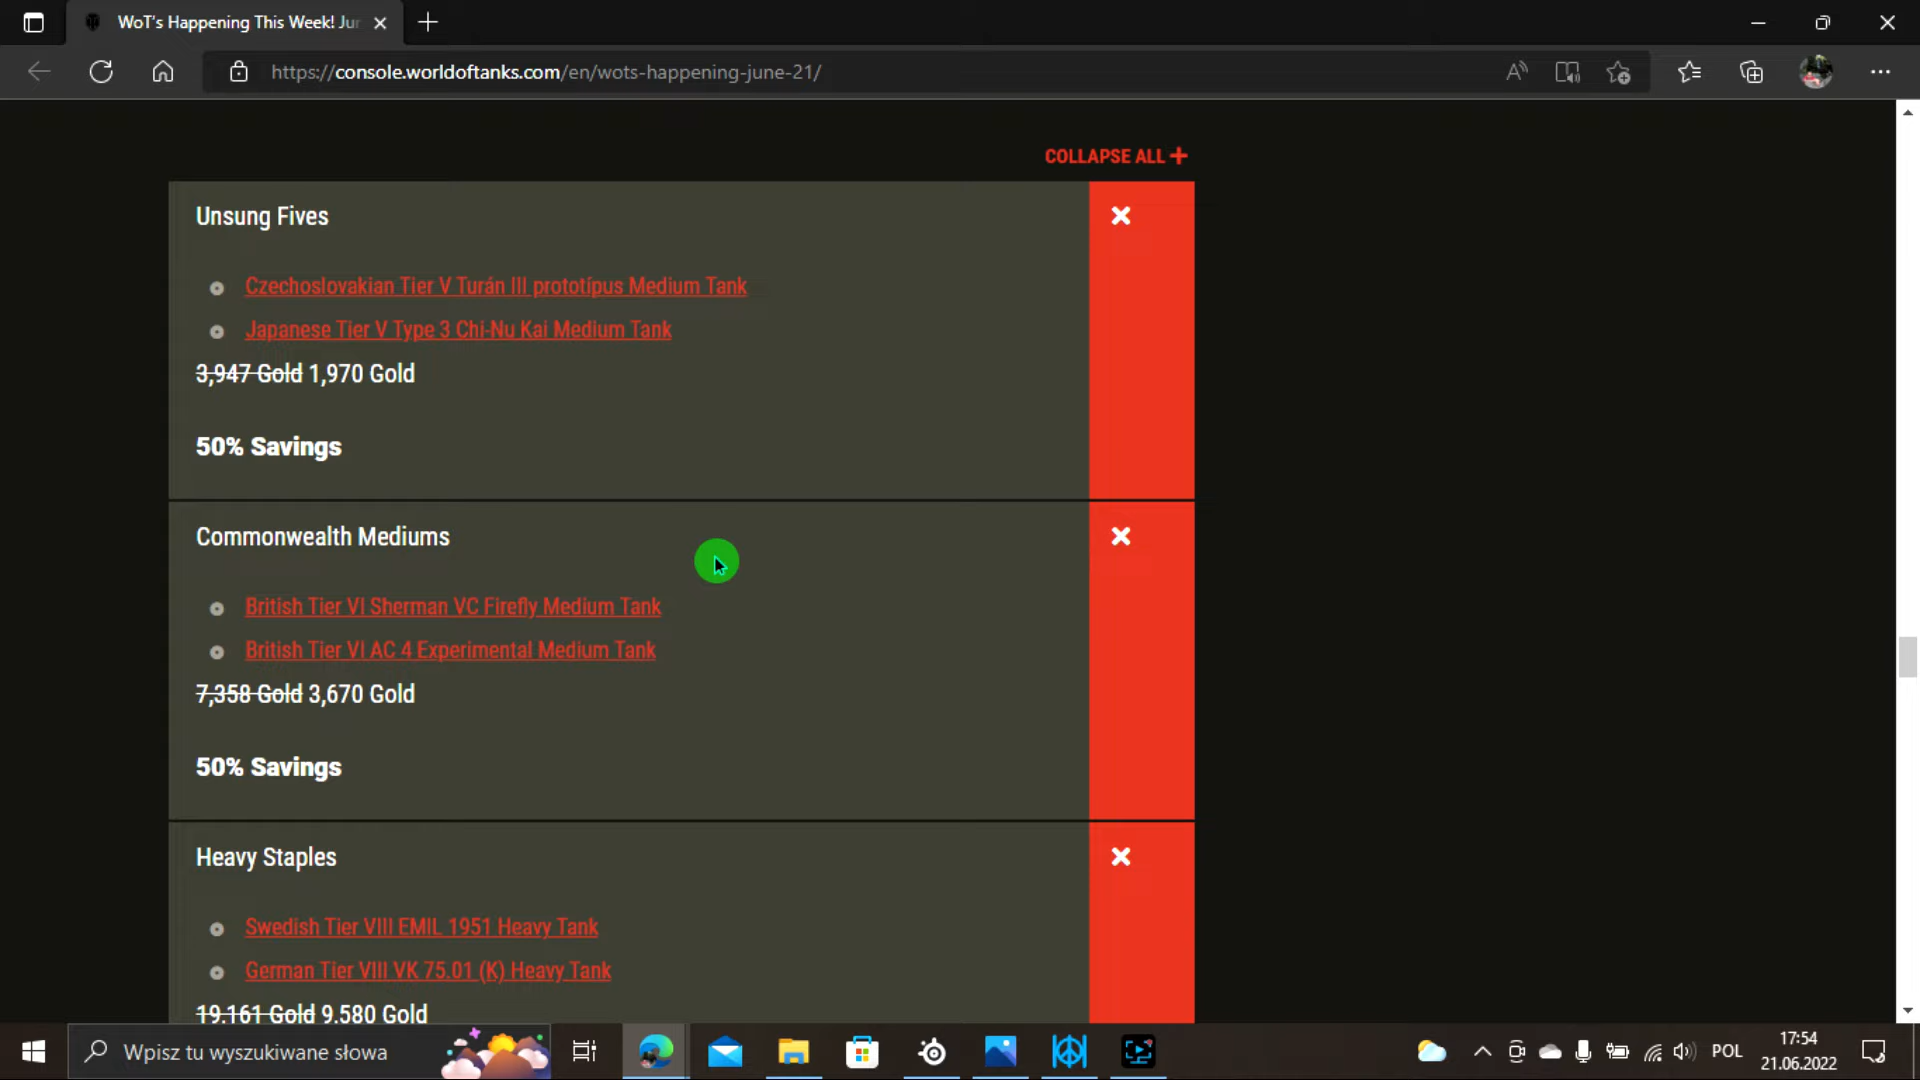 WoT's Happening This Week! Jun
https://console.worldoftanks.com/en/wots-happening-june-21/
COLLAPSE ALL
Unsung Fives
Czechoslovakian Tier V Turán III prototípus Medium Tank
Japanese Tier V Type 3 Chi-Nu Kai Medium Tank
3,947 Gold 1,970 Gold
50% Savings
Commonwealth Mediums
British Tier VI Sherman VC Firefly Medium Tank
British Tier VI AC 4 Experimental Medium Tank
7,358 Gold 3,670 Gold
50% Savings
Heavy Staples
Swedish Tier VIII EMIL 1951 Heavy Tank
German Tier VIII VK 75.01 (K) Heavy Tank
19,161 Gold 9,580 Gold
Wpisz tu wyszukiwane słowa
POL
17:54
21.06.2022